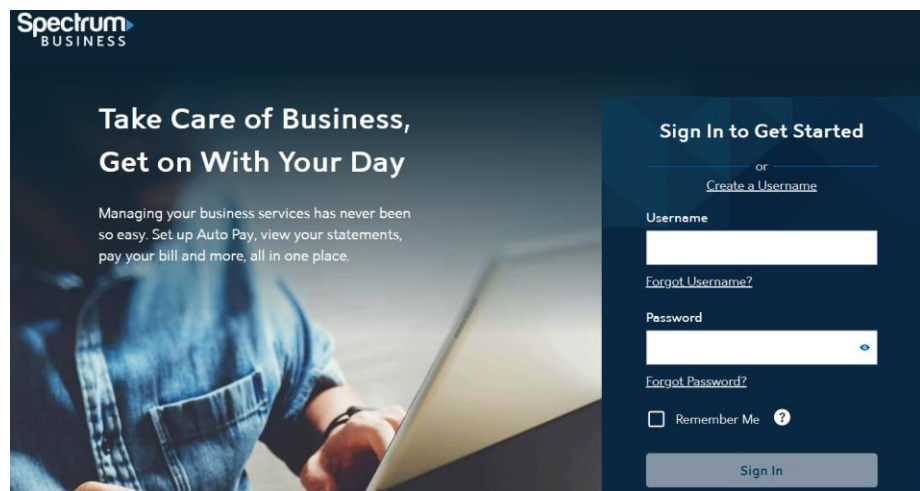 Spectrum
BUSINESS
Take Care of Business,
Get on With Your Day
Managing your business services has never been
so easy. Set up Auto Pay, view your statements,
pay your bill and more, all in one place.
Sign In to Get Started
or
Create a Username
Username
Forgot Username?
Password
Forgot Password?
Remember Me ?
Sign In